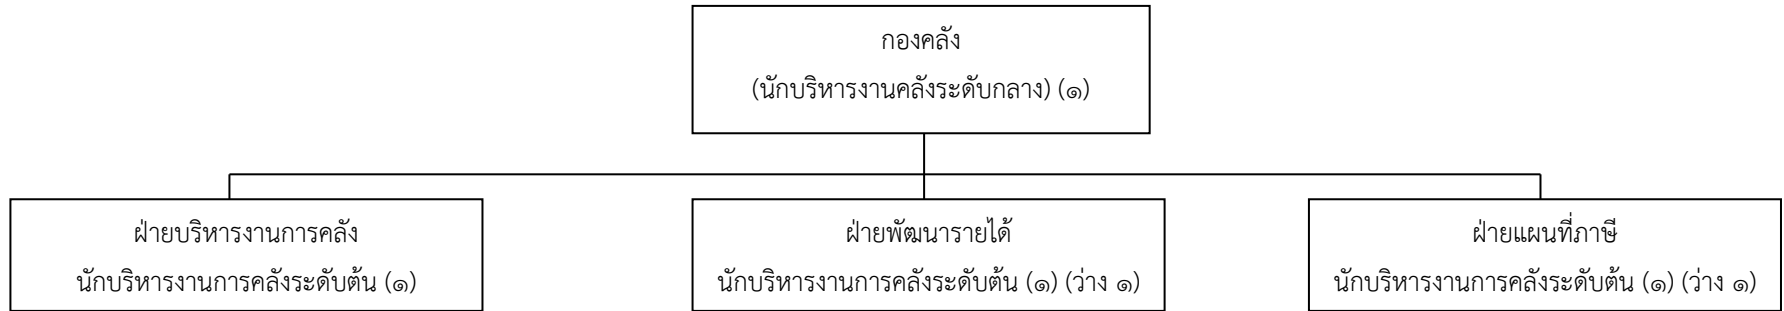 กองคลัง
(นักบริหารงานคลังระดับกลาง) (๑)
ฝ่ายบริหารงานการคลัง
นักบริหารงานการคลังระดับต้น (๑)
ฝ่ายพัฒนารายได้
นักบริหารงานการคลังระดับต้น (๑) (ว่าง ๑)
ฝ่ายแผนที่ภาษี
นักบริหารงานการคลังระดับต้น (๑) (ว่าง ๑)